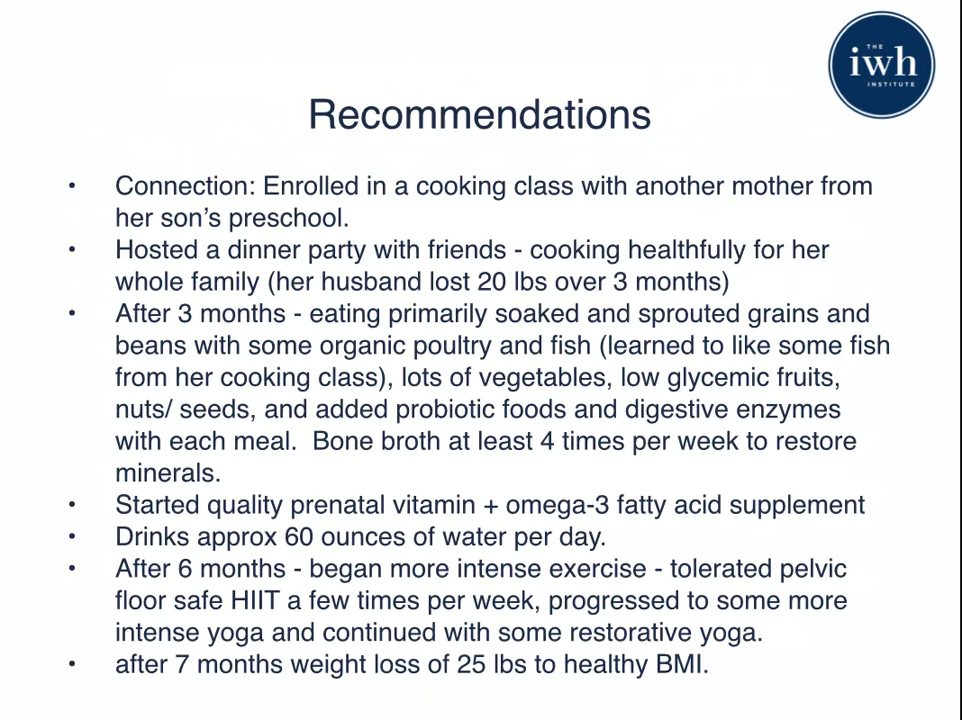 THE
iwh
INSTITUTE
Recommendations
• Connection: Enrolled in a cooking class with another mother from
her son’s preschool.
• Hosted a dinner party with friends - cooking healthfully for her
whole family (her husband lost 20 lbs over 3 months)
• After 3 months - eating primarily soaked and sprouted grains and
beans with some organic poultry and fish (learned to like some fish
from her cooking class), lots of vegetables, low glycemic fruits,
nuts/ seeds, and added probiotic foods and digestive enzymes
with each meal.  Bone broth at least 4 times per week to restore
minerals.
• Started quality prenatal vitamin + omega-3 fatty acid supplement
• Drinks approx 60 ounces of water per day.
• After 6 months - began more intense exercise - tolerated pelvic
floor safe HIIT a few times per week, progressed to some more
intense yoga and continued with some restorative yoga.
• after 7 months weight loss of 25 lbs to healthy BMI.